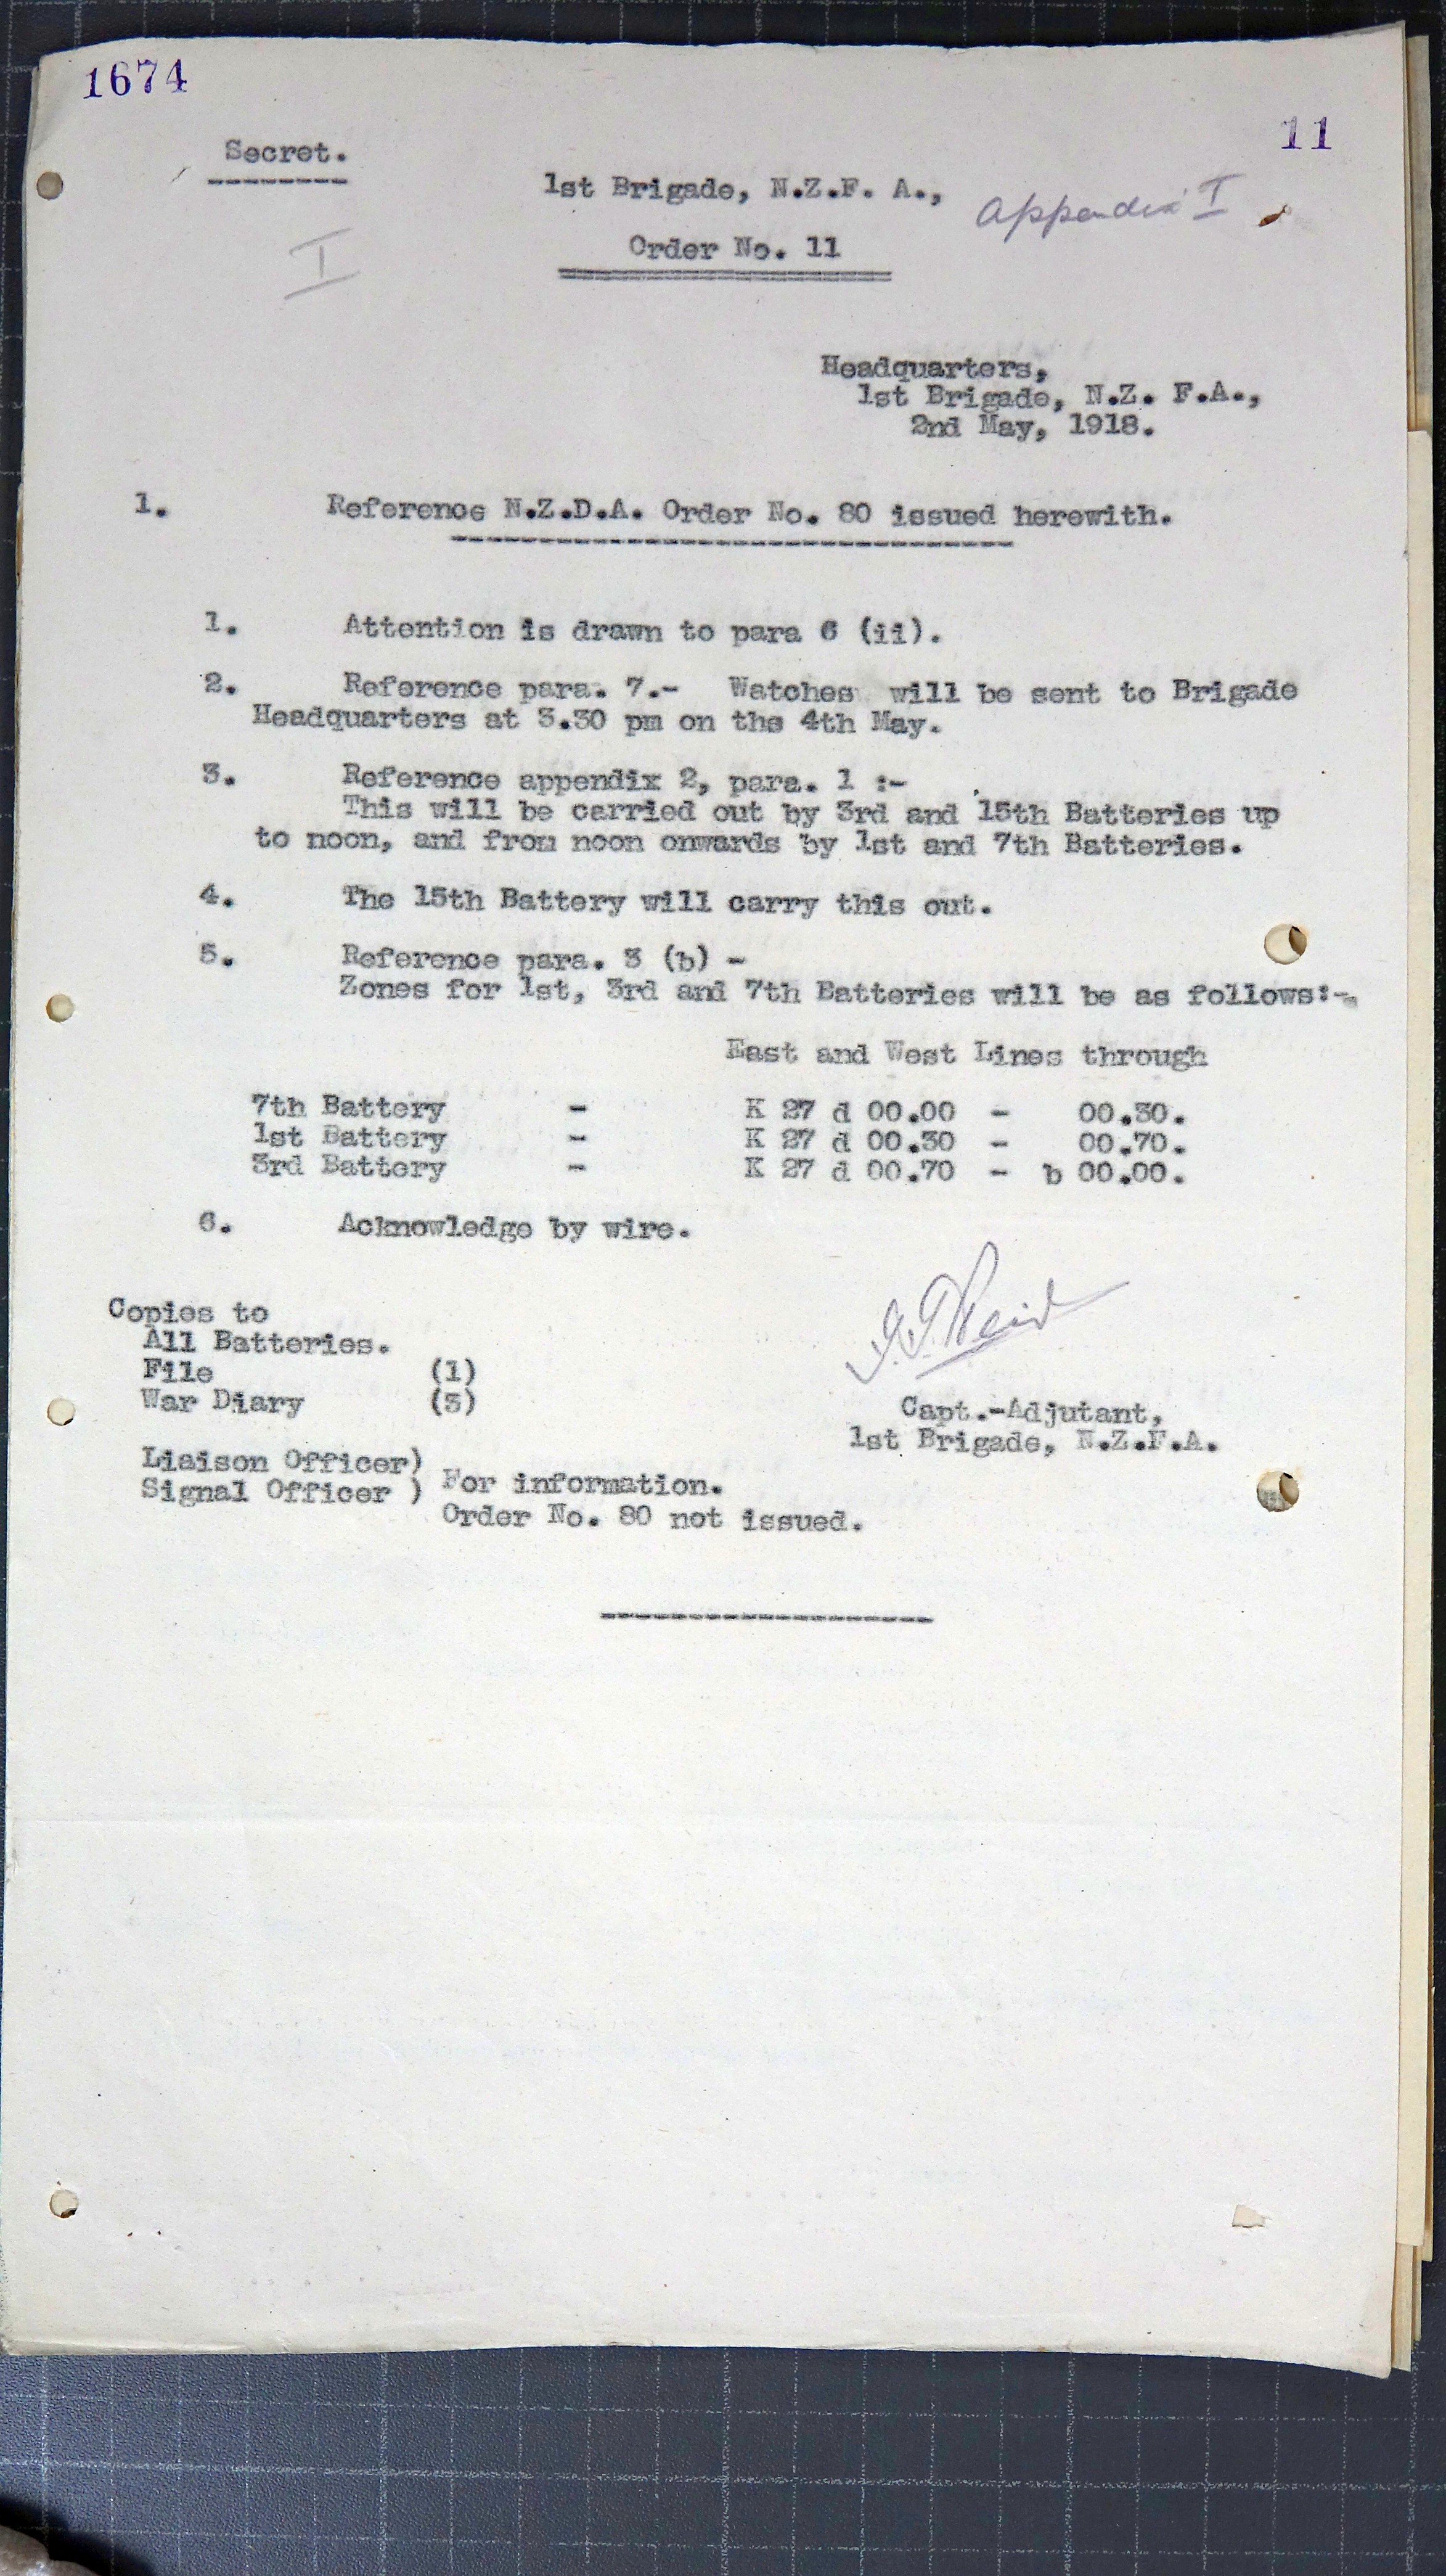 1674
11
Secret.
1st Brigade, N.Z.F. A.,
Appendix I
I
Order No. 11
Headquarters,
1st Brigade, N.Z. F.A.,
2nd May, 1918.
1. Reference N.Z.D.A. Order No. 80 issued herewith.
1. Attention is drawn to para 6 (ii).
2. Reference para. 7.- Watches will be sent to Brigade
Headquarters at 3.30 pm on the 4th May.
3. Reference appendix 2, para. 1 :-
This will be carried out by 3rd and 15th Batteries up
to noon, and from noon onwards by 1st and 7th Batteries.
4. The 15th Battery will carry this out.
5. Reference para. 3 (b) -
Zones for 1st, 3rd and 7th Batteries will be as follows:-
East and West Lines through
7th Battery - K 27 d 00.00 - 00.30.
1st Battery - K 27 d 00.30 - 00.70.
3rd Battery - K 27 d 00.70 - b 00.00.
6. Acknowledge by wire.
Copies to
All Batteries.
File (1)
War Diary (3)
Reid
Capt.-Adjutant,
1st Brigade, N.Z.F.A.
Liaison Officer)
Signal Officer ) For information.
Order No. 80 not issued.